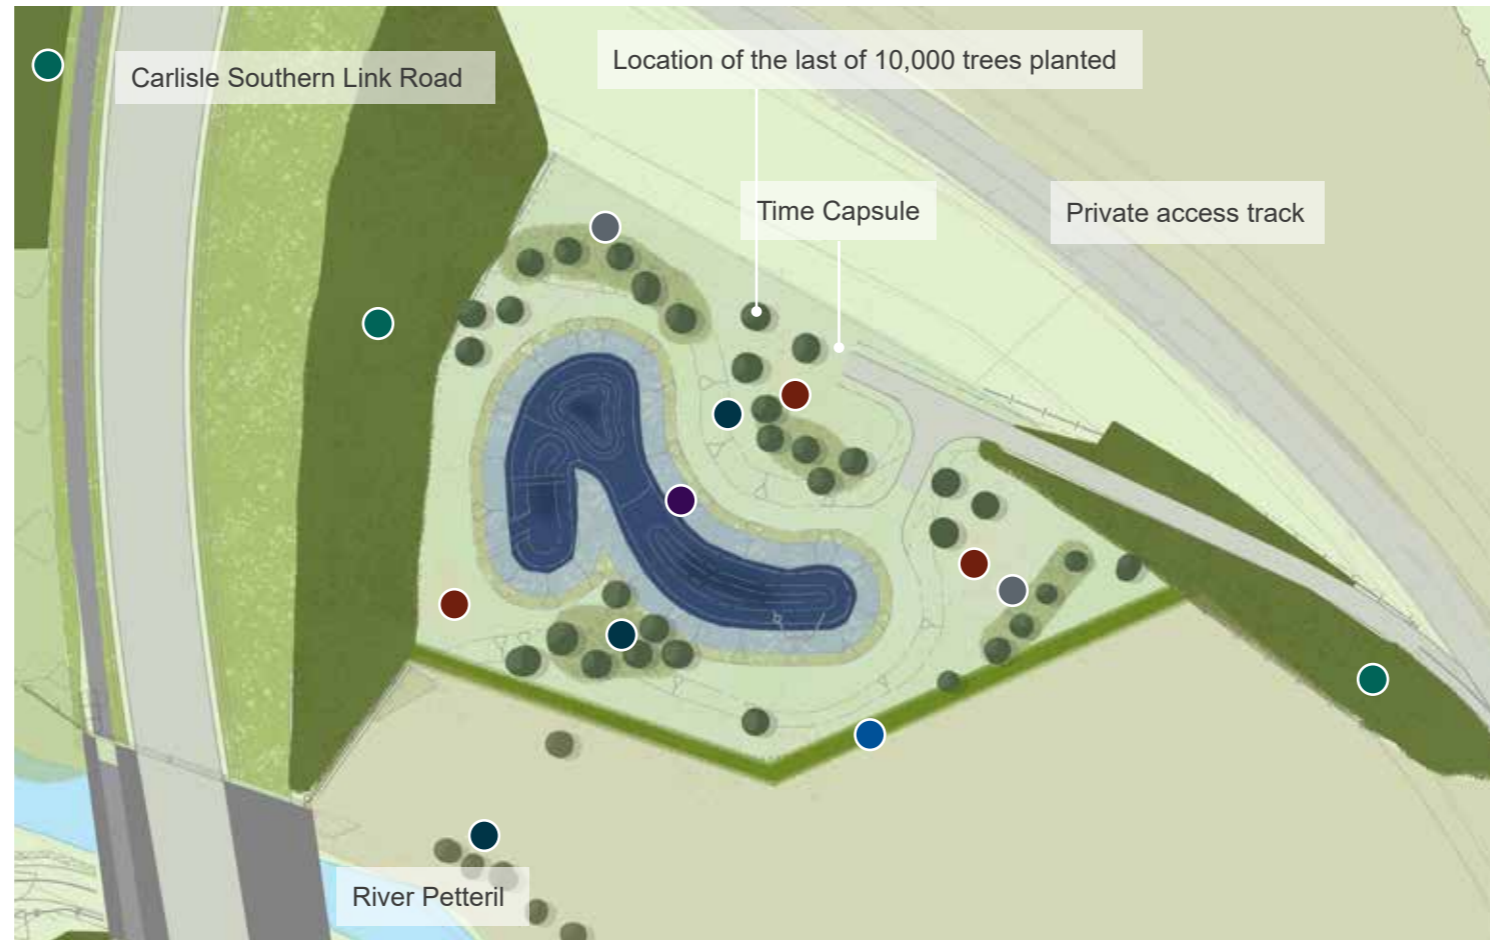 Carlisle Southern Link Road
Location of the last of 10,000 trees planted
Time Capsule
Private access track
River Petteril